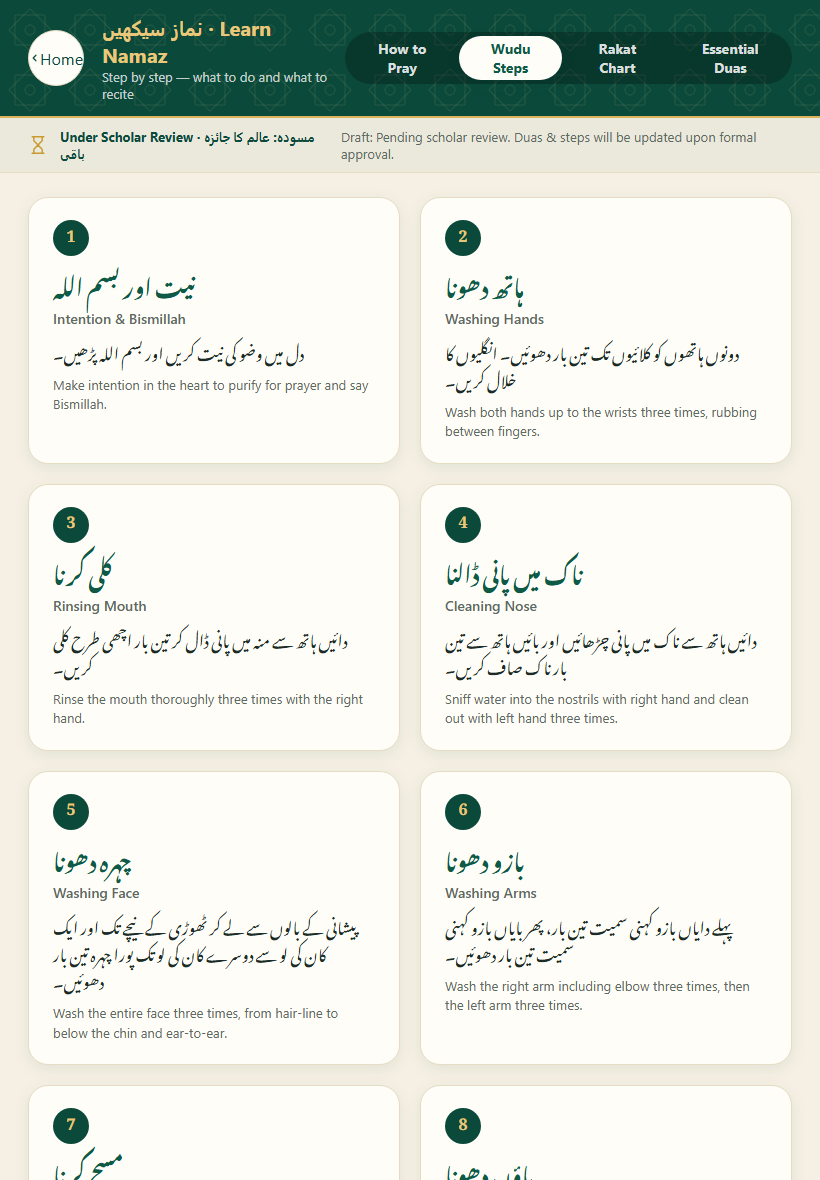 ‹ Home
نماز سیکھیں · Learn
Namaz
Step by step — what to do and what to
recite
How to
Pray
Wudu
Steps
Rakat
Chart
Essential
Duas
Under Scholar Review · مسودہ: عالم کا جائزہ
باقی
Draft: Pending scholar review. Duas & steps will be updated upon formal
approval.
1
نیت اور بسم اللہ
Intention & Bismillah
دل میں وضو کی نیت کریں اور بسم اللہ پڑھیں۔
Make intention in the heart to purify for prayer and say
Bismillah.
2
ہاتھ دھونا
Washing Hands
دونوں ہاتھوں کو کلائیوں تک تین بار دھوئیں۔ انگلیوں کا
خلال کریں۔
Wash both hands up to the wrists three times, rubbing
between fingers.
3
کلی کرنا
Rinsing Mouth
دائیں ہاتھ سے منہ میں پانی ڈال کر تین بار اچھی طرح کلی
کریں۔
Rinse the mouth thoroughly three times with the right
hand.
4
ناک میں پانی ڈالنا
Cleaning Nose
دائیں ہاتھ سے ناک میں پانی چڑھائیں اور بائیں ہاتھ سے تین
بار ناک صاف کریں۔
Sniff water into the nostrils with right hand and clean
out with left hand three times.
5
چہرہ دھونا
Washing Face
پیشانی کے بالوں سے لے کر ٹھوڑی کے نیچے تک اور ایک
کان کی لو سے دوسرے کان کی لو تک پورا چہرہ تین بار
دھوئیں۔
Wash the entire face three times, from hair-line to
below the chin and ear-to-ear.
6
بازو دھونا
Washing Arms
پہلے دایاں بازو کہنی سمیت تین بار، پھر بایاں بازو کہنی
سمیت تین بار دھوئیں۔
Wash the right arm including elbow three times, then
the left arm three times.
7
مسح کرنا
8
پاؤں دھونا